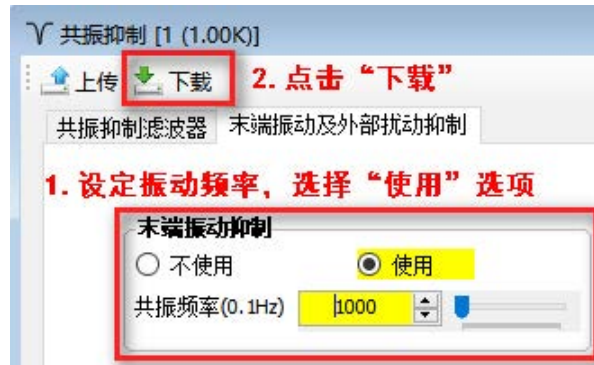 共振抑制 [1 (1.00K)]
上传 下载 2. 点击“下载”
共振抑制滤波器 末端振动及外部扰动抑制
1. 设定振动频率，选择“使用”选项
末端振动抑制
不使用 使用
共振频率(0.1Hz) 1000